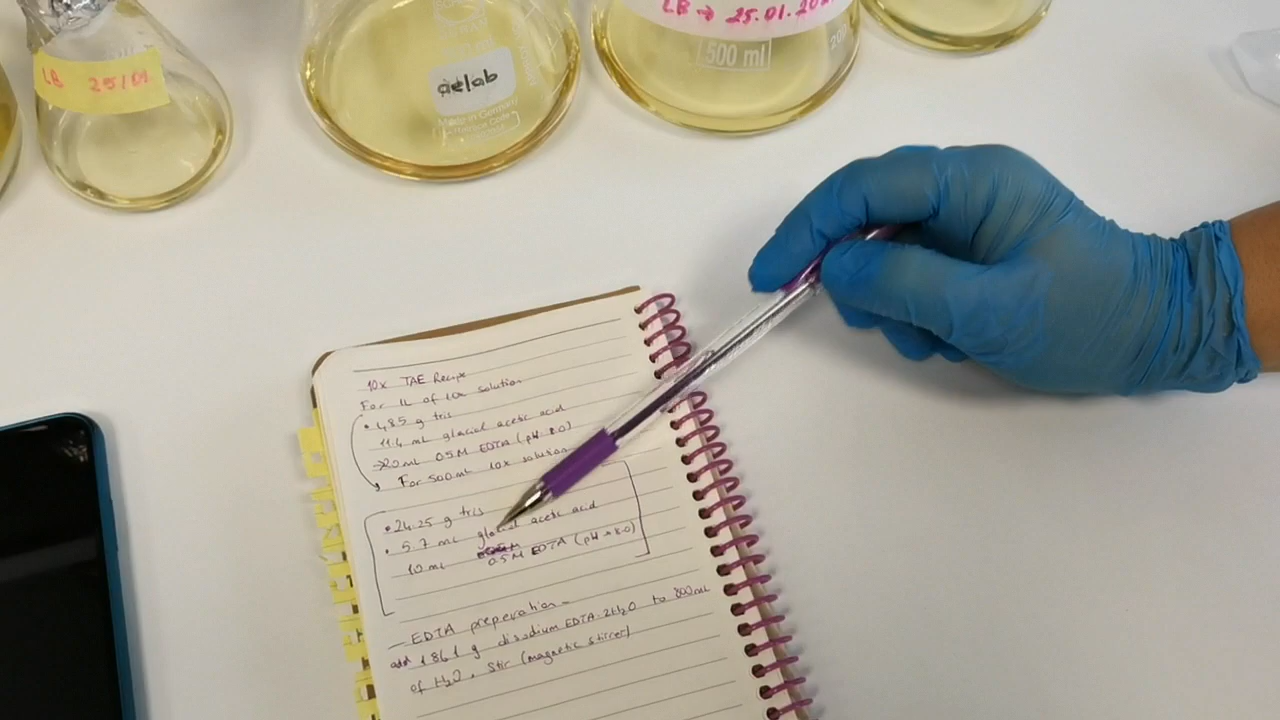 LB 25/01
aelab
Made in Germany
LB → 25.01.20
500 ml
10x TAE Recipe
For 1L of 10x solution
• 48.5 g tris
11.4 mL glacial acetic acid
→ 20 mL 0.5M EDTA (pH 8.0)
For 500 mL 10x solution
• 24.25 g tris
• 5.7 mL glacial acetic acid
10 mL 0.5M EDTA (pH = 8.0)
— EDTA preperation —
add 186.1 g disodium EDTA.2H₂O to 800 mL
of H₂O. Stir (magnetic stirrer)